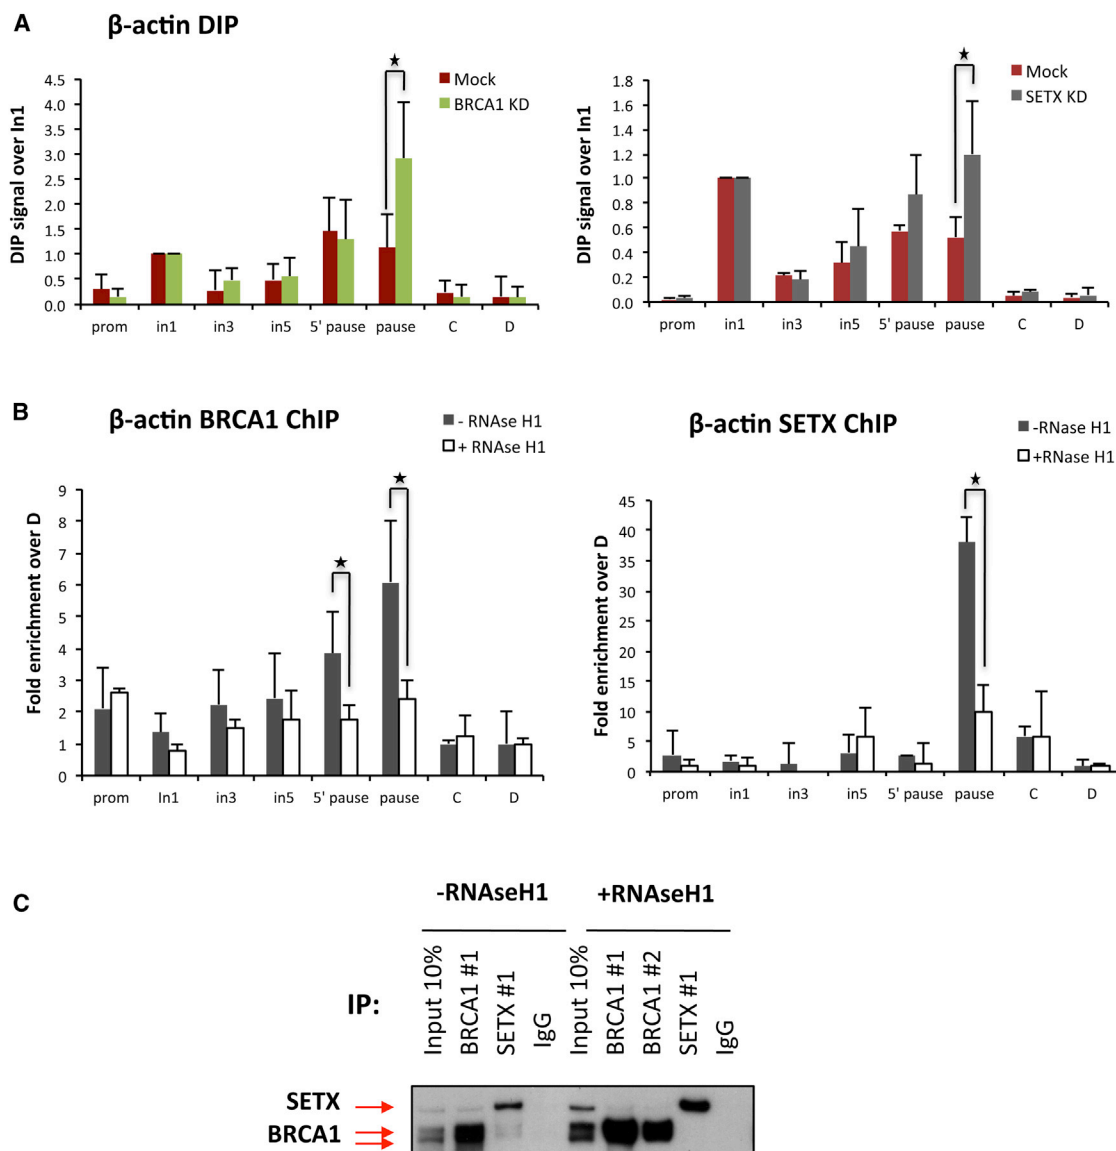 A
β-actin DIP
DIP signal over In1
4.5
4.0
3.5
3.0
2.5
2.0
1.5
1.0
0.5
0.0
prom in1 in3 in5 5' pause pause C D
Mock
BRCA1 KD
DIP signal over In1
1.8
1.6
1.4
1.2
1.0
0.8
0.6
0.4
0.2
0.0
prom in1 in3 in5 5' pause pause C D
Mock
SETX KD
B
β-actin BRCA1 ChIP
- RNAse H1
+ RNAse H1
Fold enrichment over D
9
8
7
6
5
4
3
2
1
0
prom In1 in3 in5 5' pause pause C D
β-actin SETX ChIP
-RNase H1
+RNase H1
Fold enrichment over D
45
40
35
30
25
20
15
10
5
0
prom in1 in3 in5 5' pause pause C D
C
-RNAseH1 +RNAseH1
IP:
Input 10%
BRCA1 #1
SETX #1
IgG
Input 10%
BRCA1 #1
BRCA1 #2
SETX #1
IgG
SETX
BRCA1